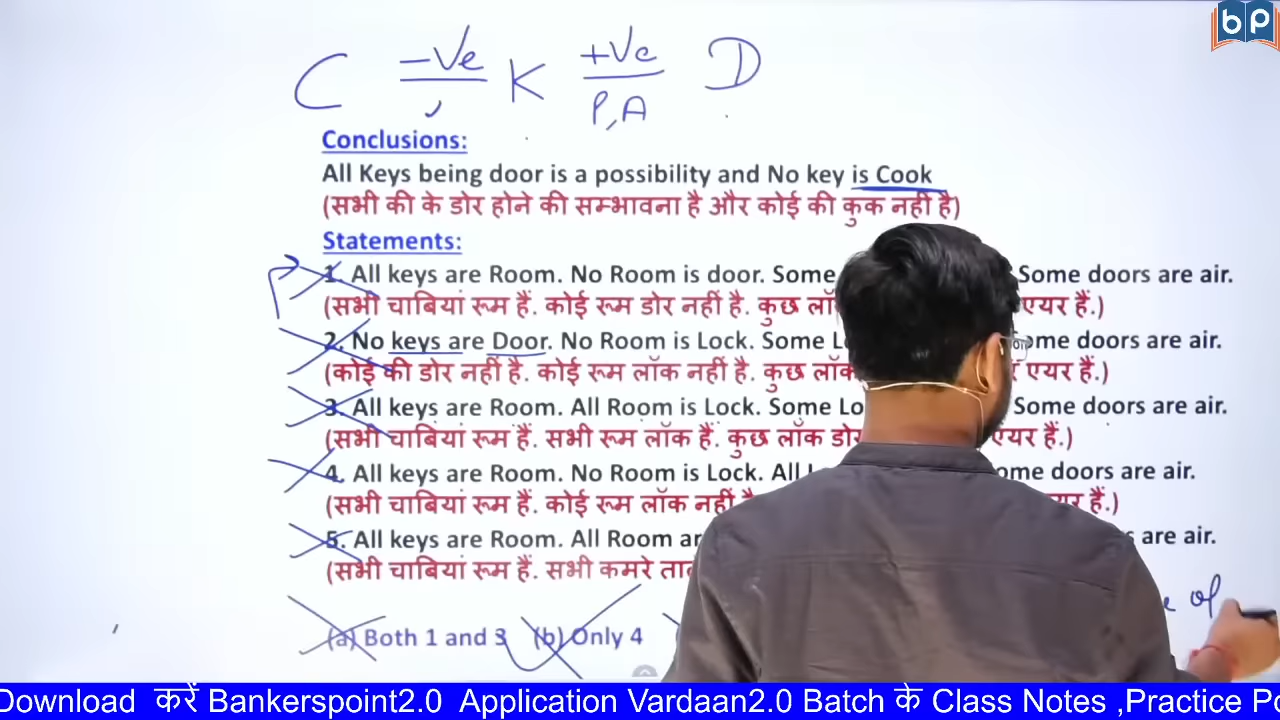 bp
C -Ve K +Ve D
P,A
Conclusions:
All Keys being door is a possibility and No key is Cook
(सभी की के डोर होने की सम्भावना है और कोई की कुक नहीं है)
Statements:
1. All keys are Room. No Room is door. Some Some doors are air.
(सभी चाबियां रूम हैं. कोई रूम डोर नहीं है. कुछ एयर हैं.)
2. No keys are Door. No Room is Lock. Some doors are air.
(कोई की डोर नहीं है. कोई रूम लॉक नहीं है. कुछ लॉक एयर हैं.)
3. All keys are Room. All Room is Lock. Some Some doors are air.
(सभी चाबियां रूम हैं. सभी रूम लॉक हैं. कुछ लॉक एयर हैं.)
4. All keys are Room. No Room is Lock. All doors are air.
(सभी चाबियां रूम हैं. कोई रूम लॉक नहीं हैं.)
5. All keys are Room. All Room are air.
(सभी चाबियां रूम हैं. सभी कमरे
of
(a) Both 1 and 3 (b) Only 4
Download करें Bankerspoint2.0 Application Vardaan2.0 Batch के Class Notes ,Practice